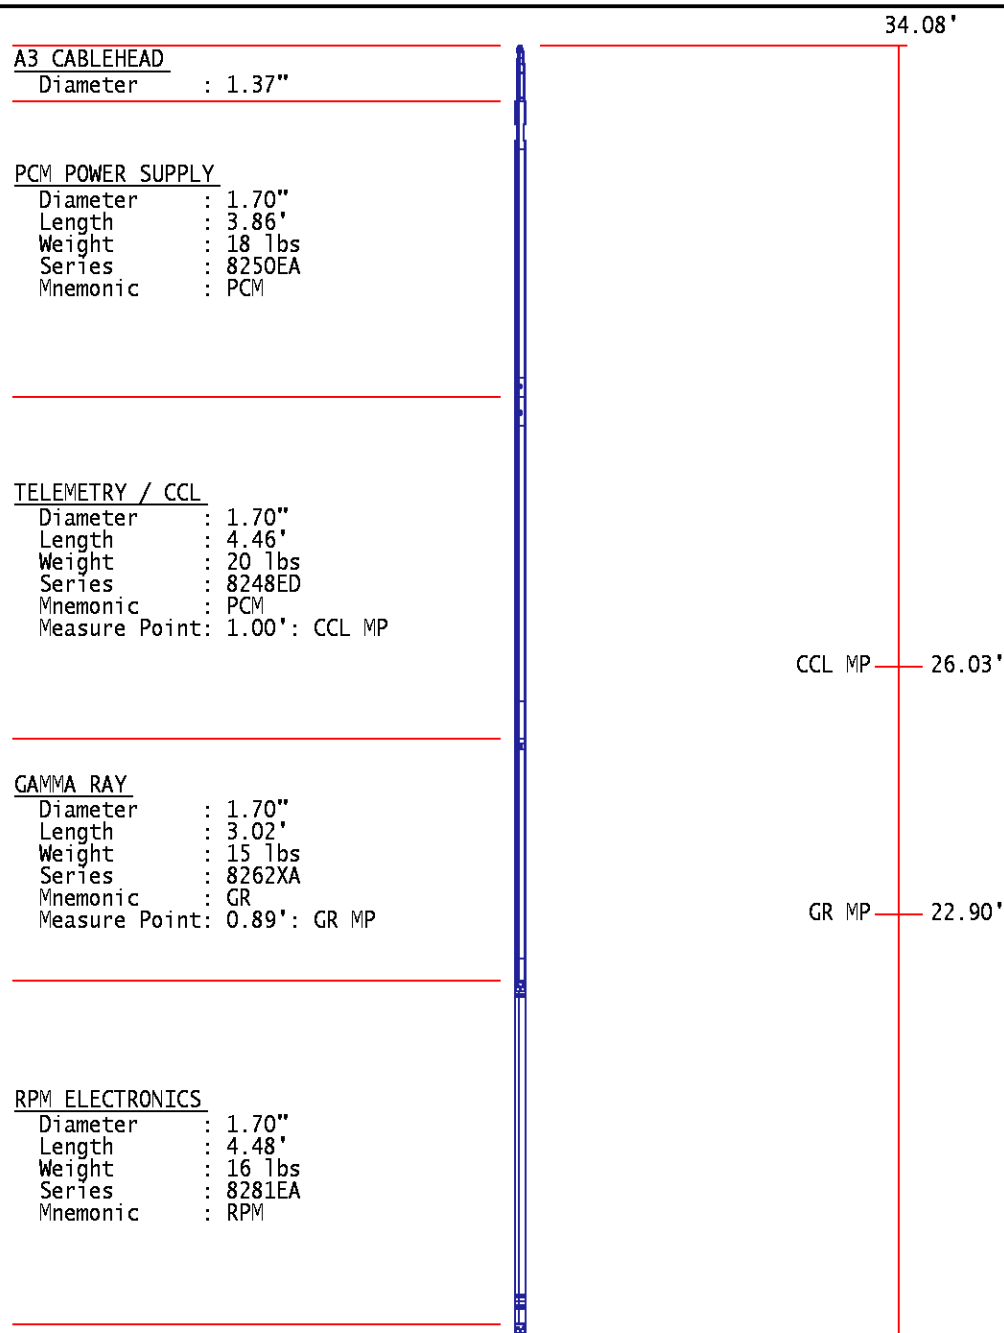 34.08'
A3 CABLEHEAD
Diameter : 1.37"
PCM POWER SUPPLY
Diameter : 1.70"
Length : 3.86'
Weight : 18 lbs
Series : 8250EA
Mnemonic : PCM
TELEMETRY / CCL
Diameter : 1.70"
Length : 4.46'
Weight : 20 lbs
Series : 8248ED
Mnemonic : PCM
Measure Point: 1.00': CCL MP
CCL MP 26.03'
GAMMA RAY
Diameter : 1.70"
Length : 3.02'
Weight : 15 lbs
Series : 8262XA
Mnemonic : GR
Measure Point: 0.89': GR MP
GR MP 22.90'
RPM ELECTRONICS
Diameter : 1.70"
Length : 4.48'
Weight : 16 lbs
Series : 8281EA
Mnemonic : RPM